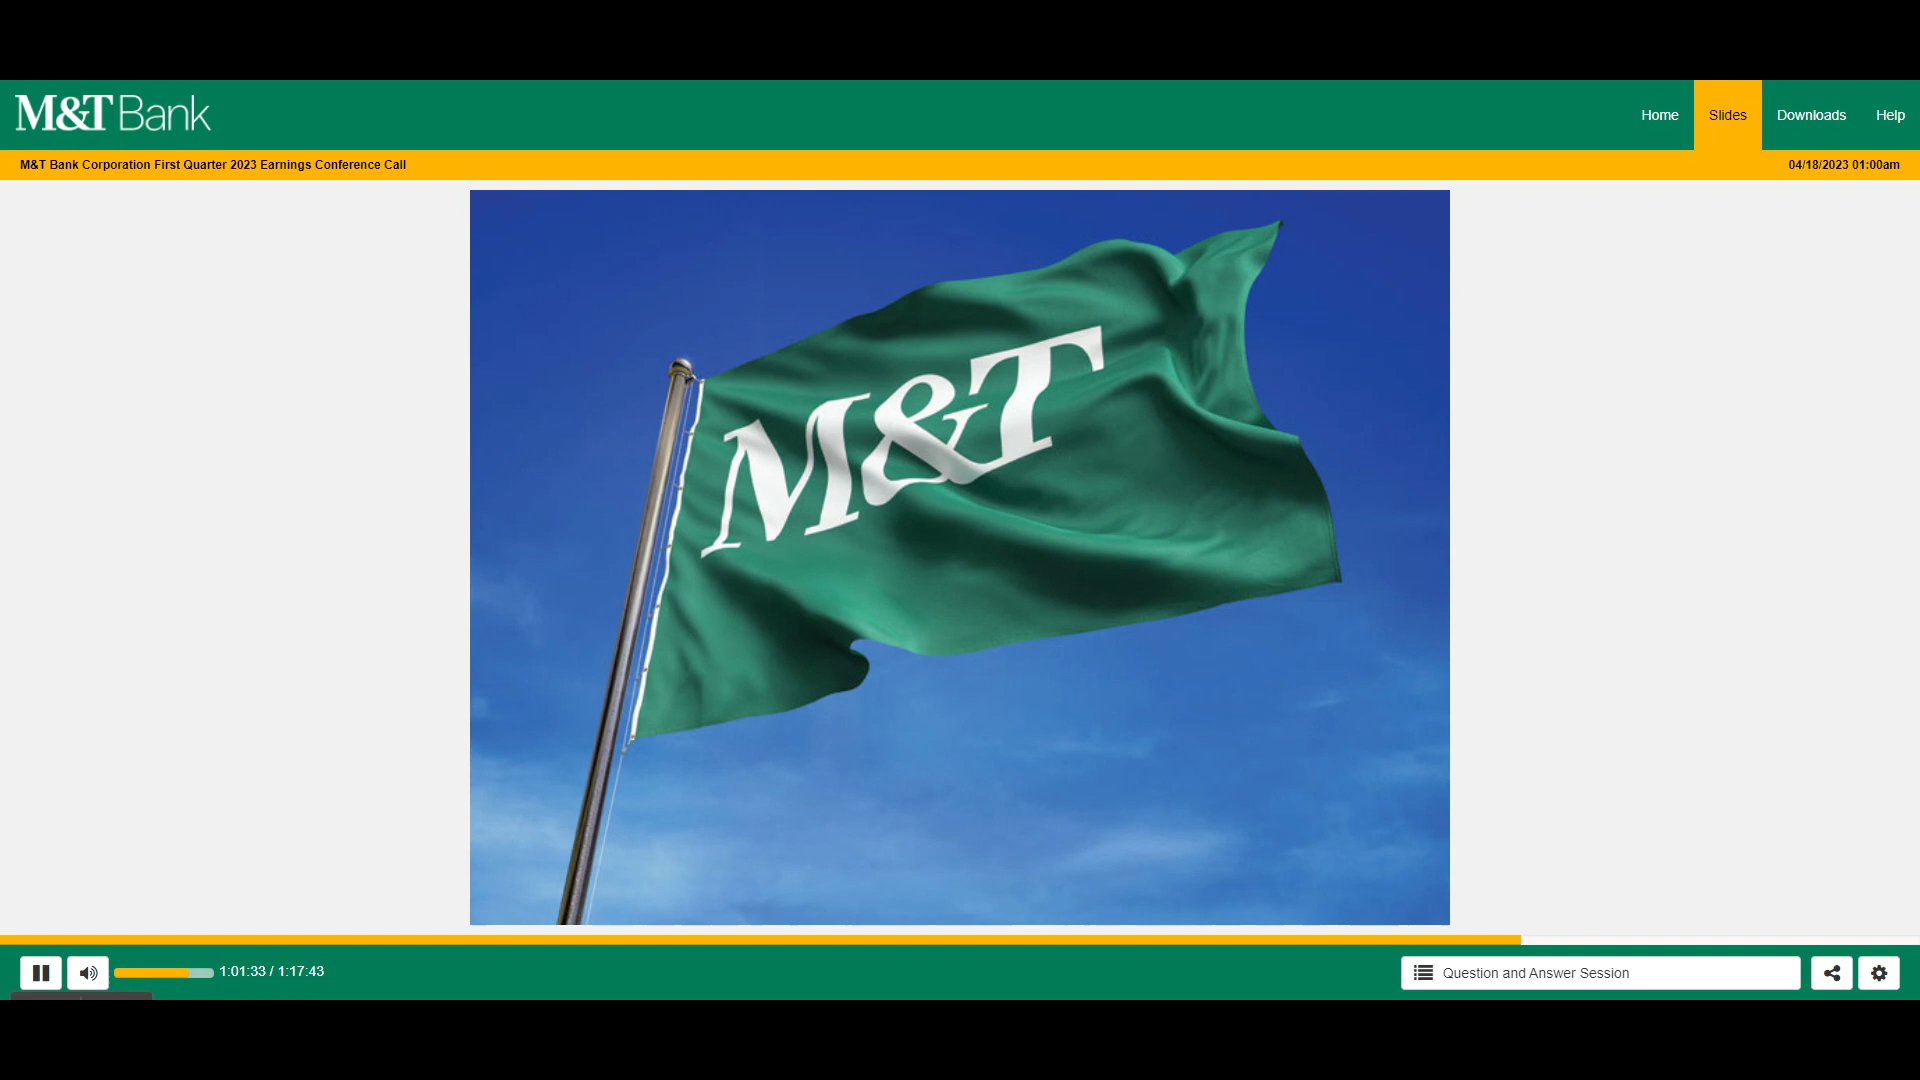 M&T Bank
Home
Slides
Downloads
Help
M&T Bank Corporation First Quarter 2023 Earnings Conference Call
04/18/2023 01:00am
M&T
1:01:33 / 1:17:43
Question and Answer Session